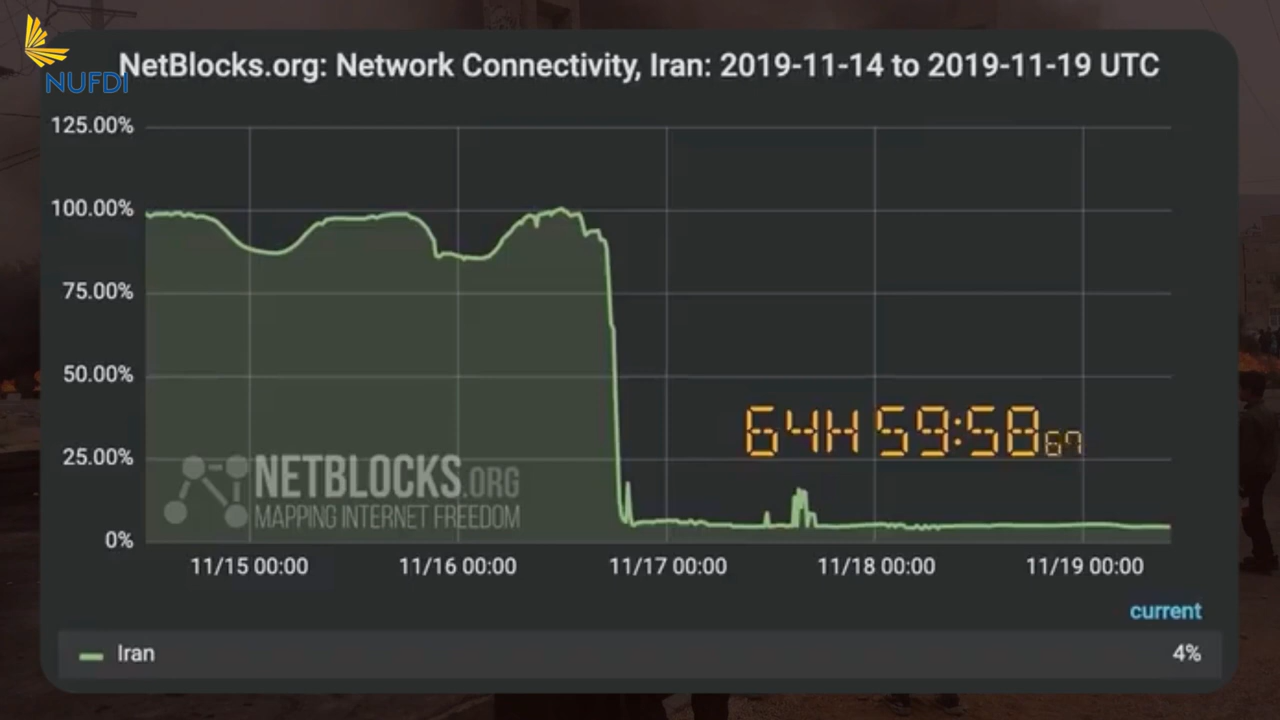 NUFDI
NetBlocks.org: Network Connectivity, Iran: 2019-11-14 to 2019-11-19 UTC
125.00%
100.00%
75.00%
50.00%
25.00%
0%
64H 59:58 67
NETBLOCKS.ORG
MAPPING INTERNET FREEDOM
11/15 00:00 11/16 00:00 11/17 00:00 11/18 00:00 11/19 00:00
current
Iran 4%